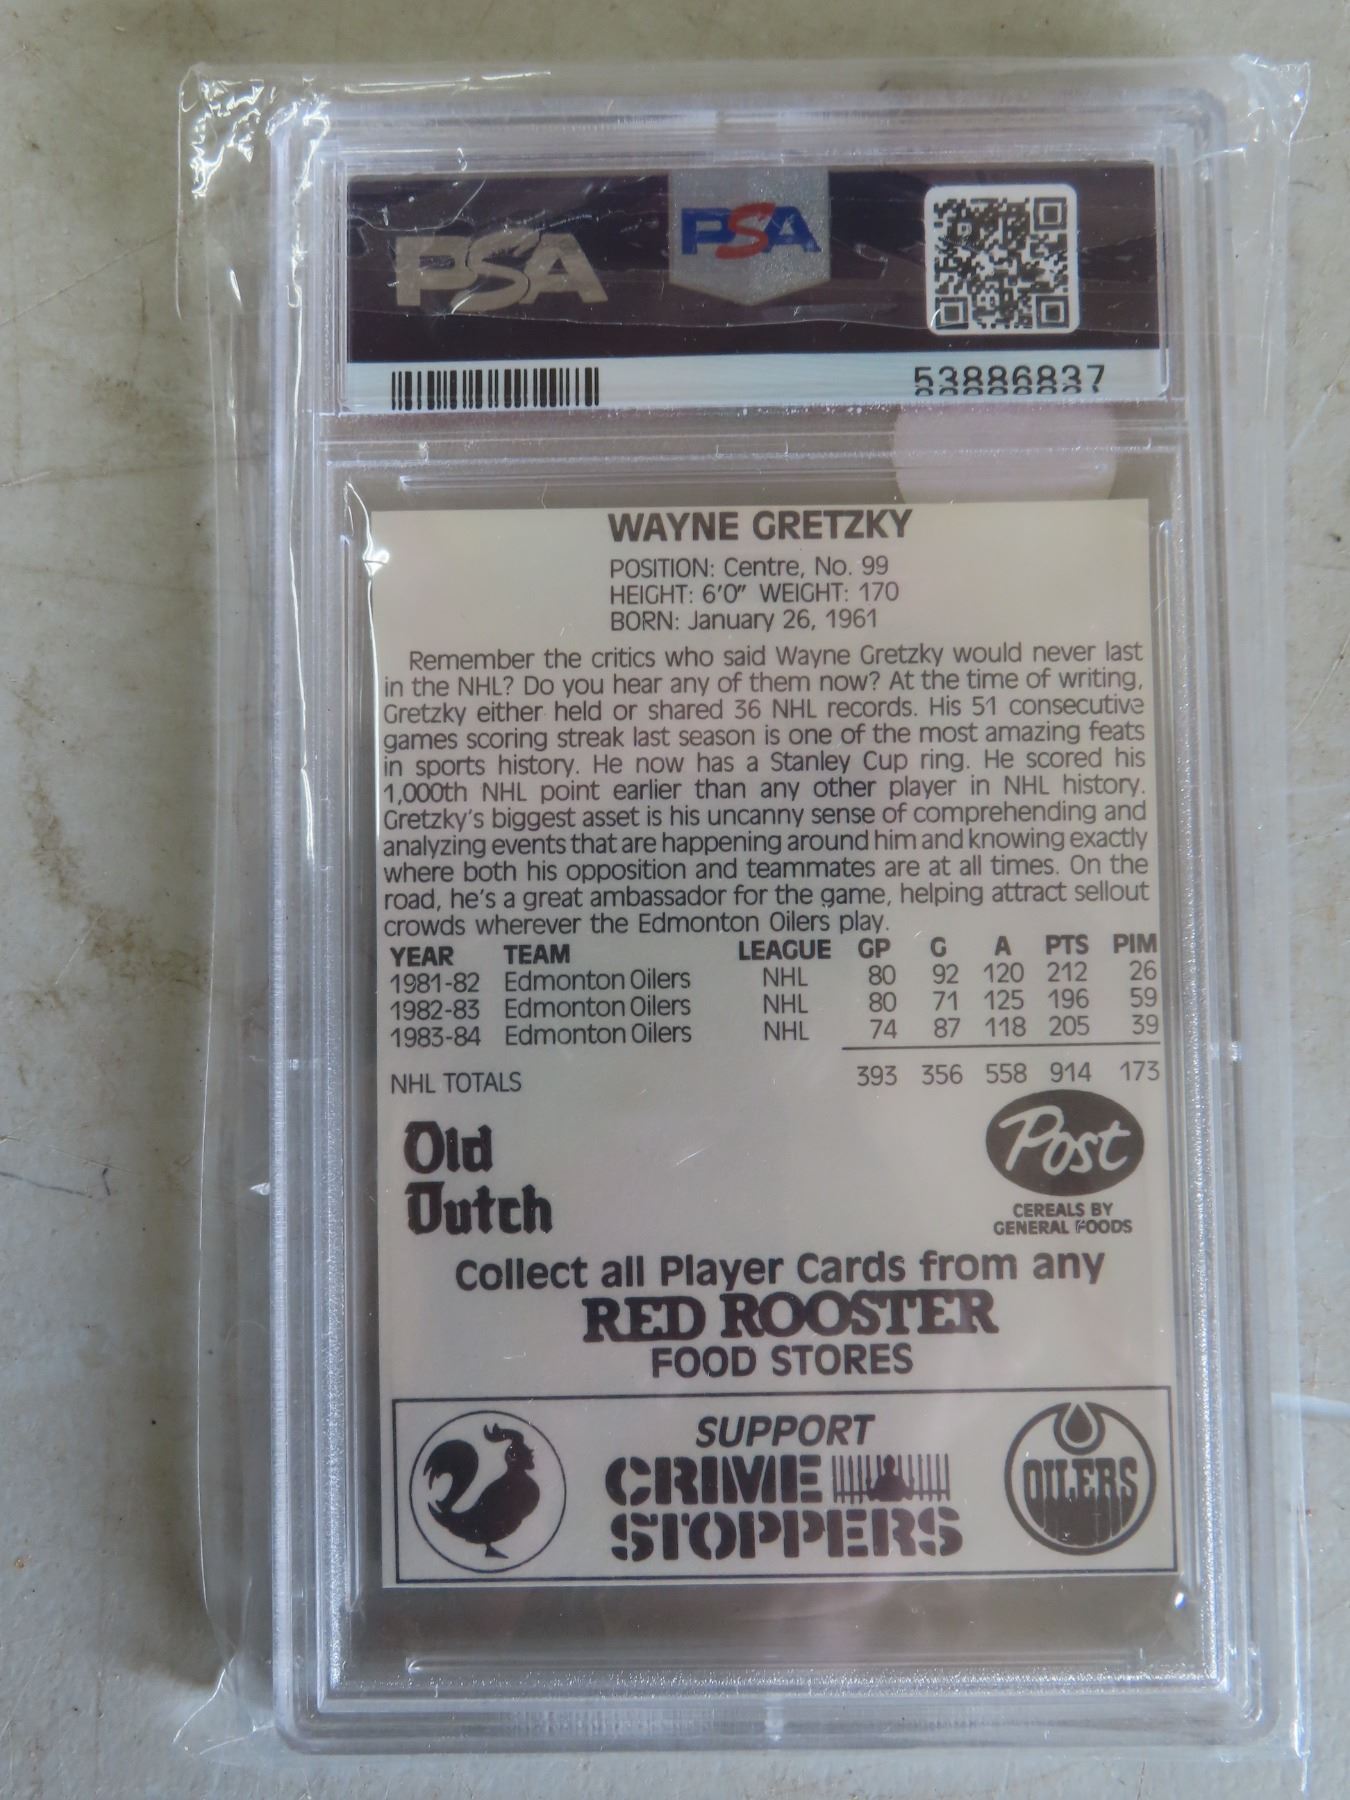 PSA
PSA
53886837
WAYNE GRETZKY
POSITION: Centre, No. 99
HEIGHT: 6'0" WEIGHT: 170
BORN: January 26, 1961
Remember the critics who said Wayne Gretzky would never last
in the NHL? Do you hear any of them now? At the time of writing,
Gretzky either held or shared 36 NHL records. His 51 consecutive
games scoring streak last season is one of the most amazing feats
in sports history. He now has a Stanley Cup ring. He scored his
1,000th NHL point earlier than any other player in NHL history.
Gretzky's biggest asset is his uncanny sense of comprehending and
analyzing events that are happening around him and knowing exactly
where both his opposition and teammates are at all times. On the
road, he's a great ambassador for the game, helping attract sellout
crowds wherever the Edmonton Oilers play.
YEAR TEAM LEAGUE GP G A PTS PIM
1981-82 Edmonton Oilers NHL 80 92 120 212 26
1982-83 Edmonton Oilers NHL 80 71 125 196 59
1983-84 Edmonton Oilers NHL 74 87 118 205 39
NHL TOTALS 393 356 558 914 173
Old
Dutch
Post
CEREALS BY
GENERAL FOODS
Collect all Player Cards from any
RED ROOSTER
FOOD STORES
SUPPORT
CRIME
STOPPERS
OILERS